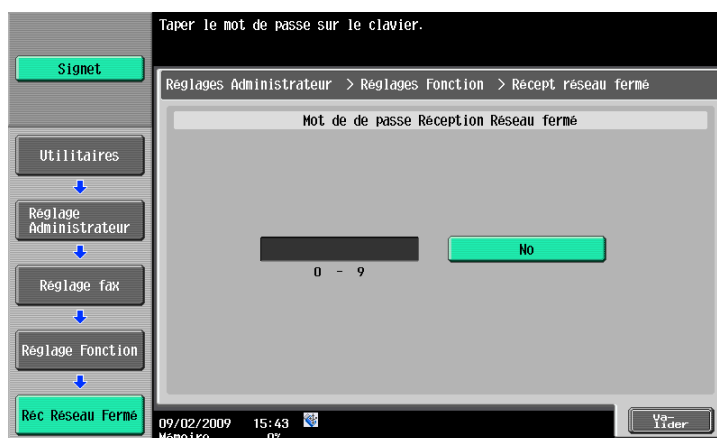 Taper le mot de passe sur le clavier.
Signet
Réglages Administrateur > Réglages Fonction > Récept réseau fermé
Mot de de passe Réception Réseau fermé
Utilitaires
Réglage
Administrateur
Réglage fax
Réglage Fonction
Réc Réseau Fermé
No
0 - 9
09/02/2009 15:43
Mémoire 0%
Va-
lider